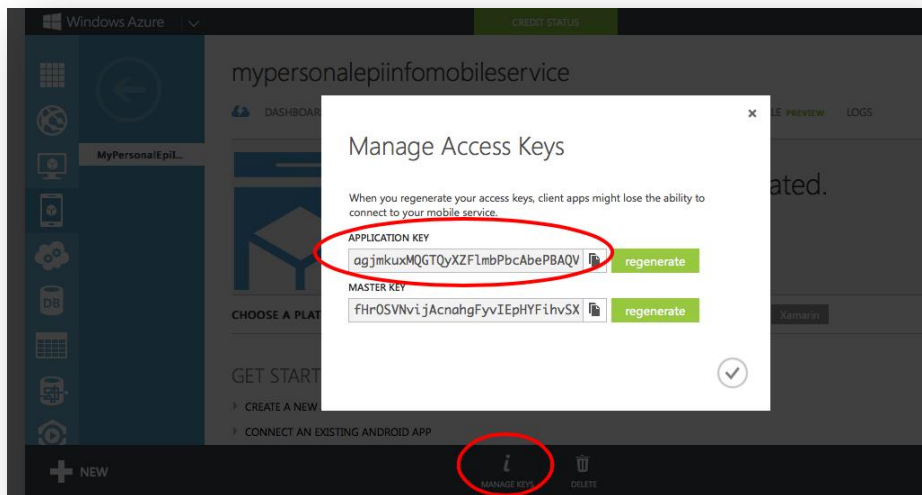 Windows Azure
CREDIT STATUS
mypersonalepiinfomobileservice
DASHBOAR
LE PREVIEW LOGS
MyPersonalEpiI...
ated.
Manage Access Keys
When you regenerate your access keys, client apps might lose the ability to
connect to your mobile service.
APPLICATION KEY
agjmkuxMQGTQyXZFlmbPbcAbePBAQV regenerate
MASTER KEY
fHrOSVNvijAcnahgFyvIEpHYFihvSX regenerate
DB
CHOOSE A PLAT
Xamarin
GET START
CREATE A NEW
CONNECT AN EXISTING ANDROID APP
NEW
MANAGE KEYS
DELETE